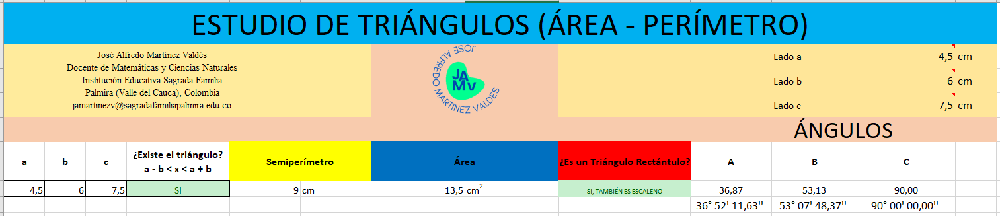 ESTUDIO DE TRIÁNGULOS (ÁREA - PERÍMETRO)
José Alfredo Martinez Valdés
Docente de Matemáticas y Ciencias Naturales
Institución Educativa Sagrada Familia
Palmira (Valle del Cauca), Colombia
jamartinezv@sagradafamiliapalmira.edu.co
JOSE ALFREDO MARTINEZ VALDES
JA
MV
Lado a 4,5 cm
Lado b 6 cm
Lado c 7,5 cm
ÁNGULOS
a b c ¿Existe el triángulo? a - b < x < a + b Semiperímetro Área ¿Es un Triángulo Rectántulo? A B C
4,5 6 7,5 SI 9 cm 13,5 cm² SI, TAMBIÉN ES ESCALENO 36,87 53,13 90,00
36° 52' 11,63'' 53° 07' 48,37'' 90° 00' 00,00''